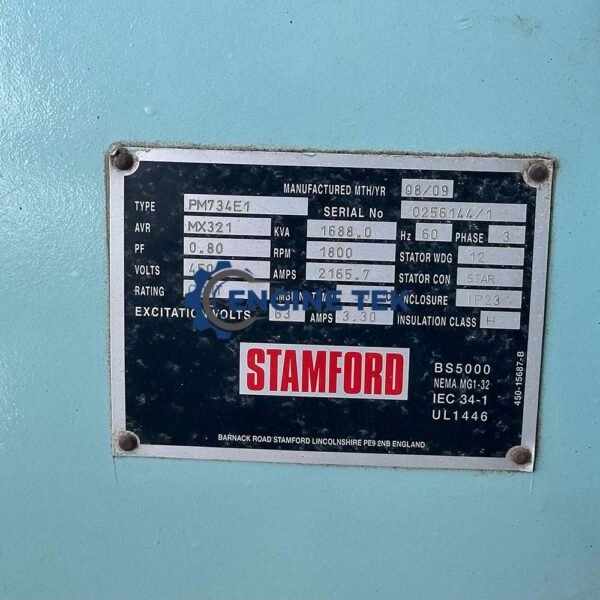 MANUFACTURED MTH/YR 08/09
TYPE PM734E1 SERIAL No 0256144/1
AVR MX321 KVA 1688.0 Hz 60 PHASE 3
PF 0.80 RPM 1800 STATOR WDG 12
VOLTS AMPS 2165.7 STATOR CON STAR
RATING ENCLOSURE IP23
ENGINE TEK
EXCITATION VOLTS 63 AMPS 3.30 INSULATION CLASS H
STAMFORD
BS5000
NEMA MG1-32
IEC 34-1
UL1446
450-15687-B
BARNACK ROAD STAMFORD LINCOLNSHIRE PE9 2NB ENGLAND